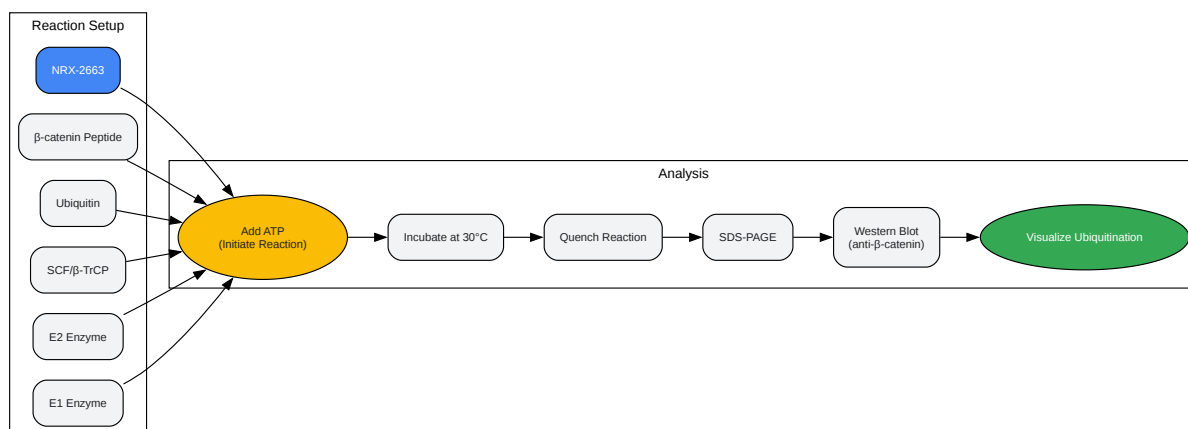 Reaction Setup
NRX-2663
β-catenin Peptide
Ubiquitin
SCF/β-TrCP
E2 Enzyme
E1 Enzyme
Analysis
Add ATP
(Initiate Reaction)
Incubate at 30°C
Quench Reaction
SDS-PAGE
Western Blot
(anti-β-catenin)
Visualize Ubiquitination